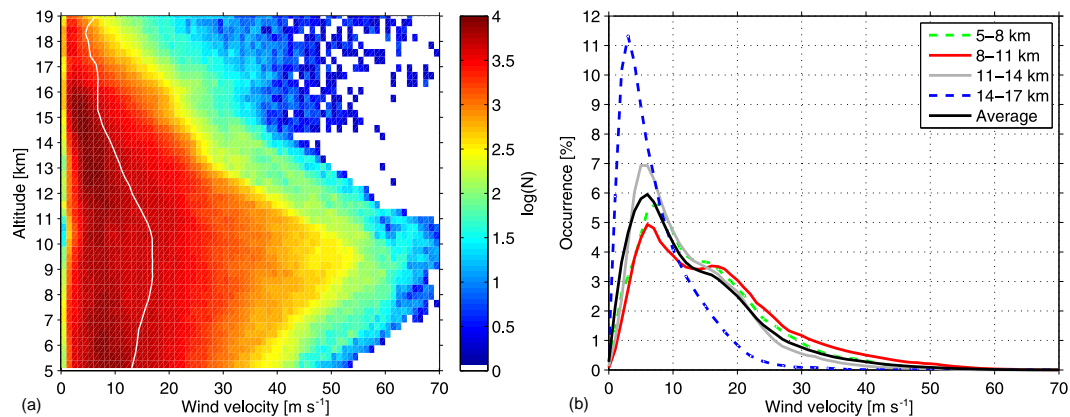 19
18
17
16
15
14
13
12
11
10
9
8
7
6
5
Altitude [km]
0 10 20 30 40 50 60 70
Wind velocity [m s⁻¹]
(a)
4
3.5
3
2.5
2
1.5
1
0.5
0
log(N)
12
11
10
9
8
7
6
5
4
3
2
1
0
Occurrence [%]
5–8 km
8–11 km
11–14 km
14–17 km
Average
0 10 20 30 40 50 60 70
Wind velocity [m s⁻¹]
(b)